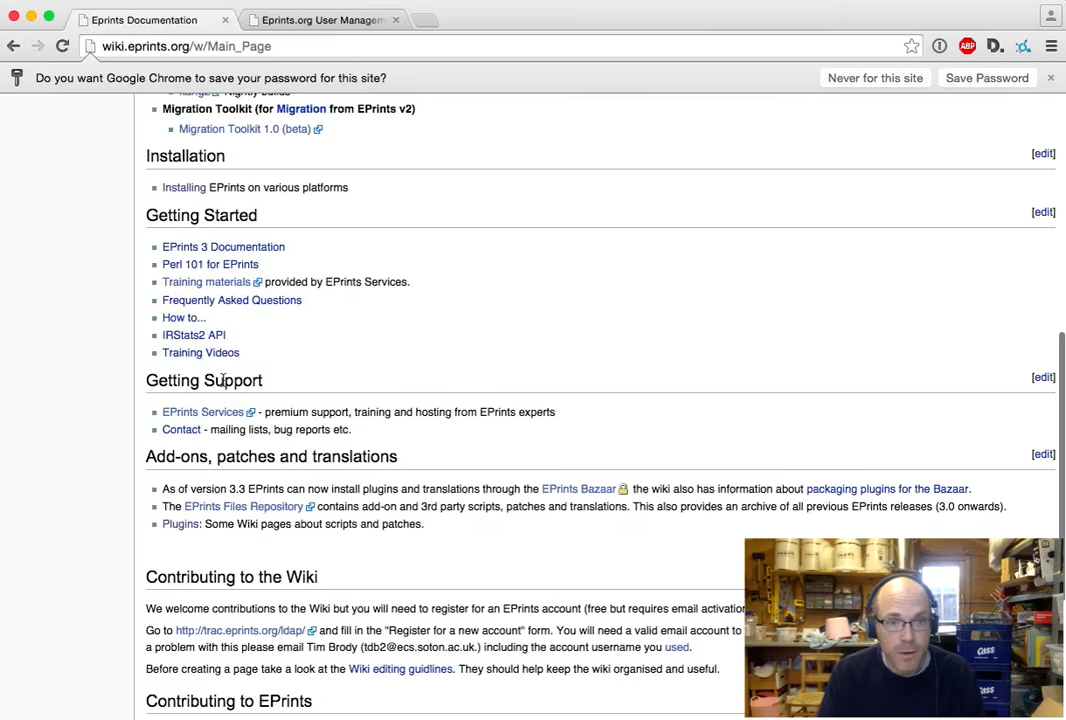 Eprints Documentation
Eprints.org User Managem
wiki.eprints.org/w/Main_Page
ABP
D.
Do you want Google Chrome to save your password for this site?
Never for this site
Save Password
Migration Toolkit (for Migration from EPrints v2)
Migration Toolkit 1.0 (beta)
Installation
[edit]
Installing EPrints on various platforms
Getting Started
[edit]
EPrints 3 Documentation
Perl 101 for EPrints
Training materials provided by EPrints Services.
Frequently Asked Questions
How to...
IRStats2 API
Training Videos
Getting Support
[edit]
EPrints Services - premium support, training and hosting from EPrints experts
Contact - mailing lists, bug reports etc.
Add-ons, patches and translations
[edit]
As of version 3.3 EPrints can now install plugins and translations through the EPrints Bazaar the wiki also has information about packaging plugins for the Bazaar.
The EPrints Files Repository contains add-on and 3rd party scripts, patches and translations. This also provides an archive of all previous EPrints releases (3.0 onwards).
Plugins: Some Wiki pages about scripts and patches.
Contributing to the Wiki
We welcome contributions to the Wiki but you will need to register for an EPrints account (free but requires email activation
Go to http://trac.eprints.org/ldap/ and fill in the "Register for a new account" form. You will need a valid email account to
a problem with this please email Tim Brody (tdb2@ecs.soton.ac.uk.) including the account username you used.
Before creating a page take a look at the Wiki editing guidlines. They should help keep the wiki organised and useful.
Contributing to EPrints